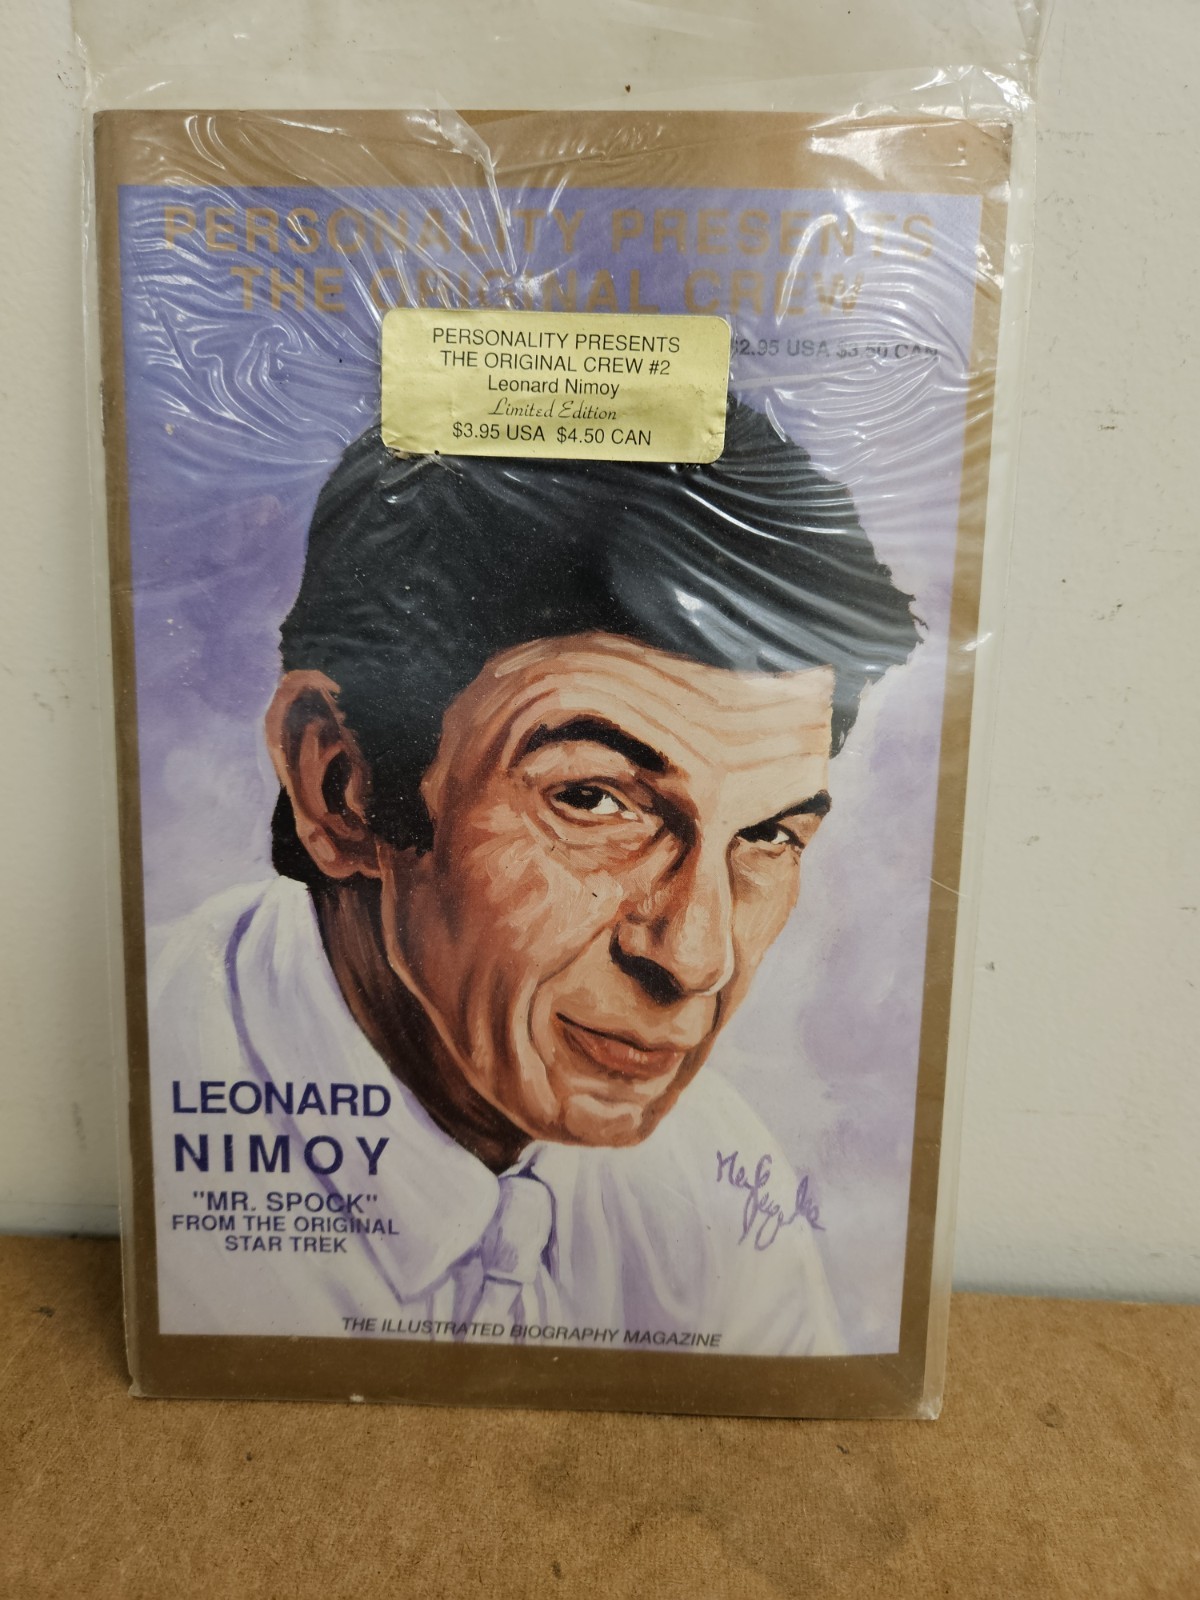 PERSONALITY PRESENTS
THE ORIGINAL CREW
$2.95 USA $3.50 CAN
PERSONALITY PRESENTS
THE ORIGINAL CREW #2
Leonard Nimoy
Limited Edition
$3.95 USA $4.50 CAN
LEONARD
NIMOY
"MR. SPOCK"
FROM THE ORIGINAL
STAR TREK
THE ILLUSTRATED BIOGRAPHY MAGAZINE